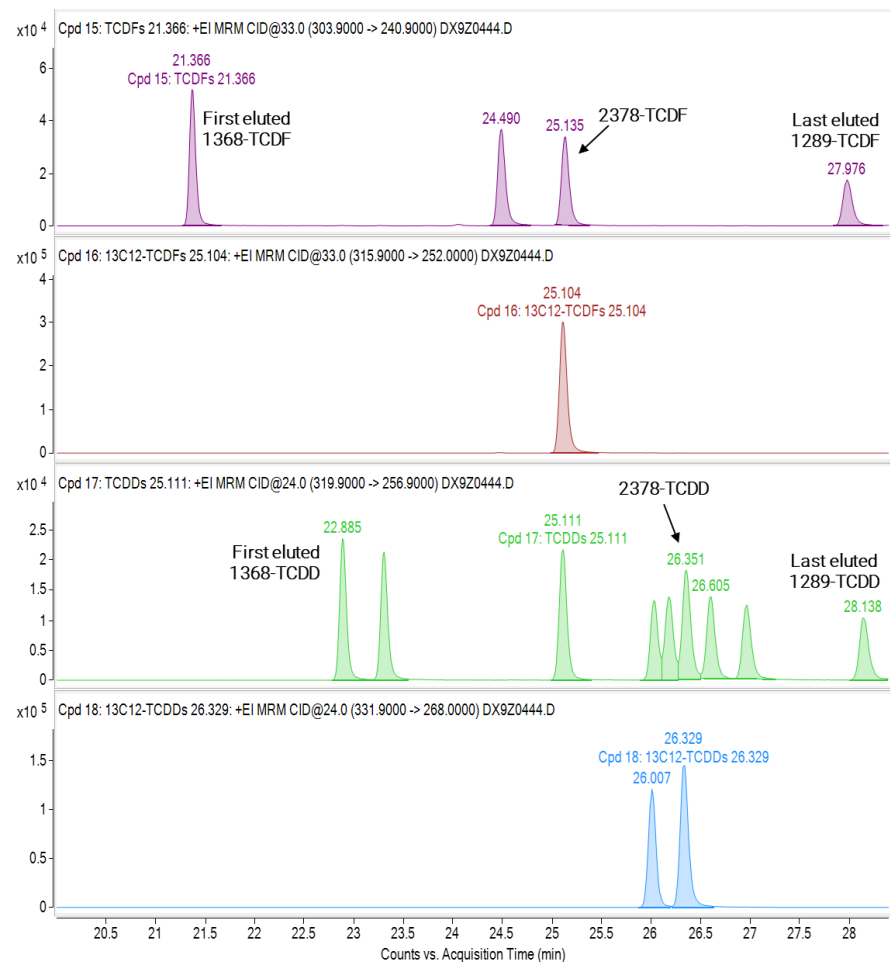 x10 4 Cpd 15: TCDFs 21.366: +EI MRM CID@33.0 (303.9000 -> 240.9000) DX9Z0444.D
6
4
2
0
21.366
Cpd 15: TCDFs 21.366
First eluted
1368-TCDF
24.490
25.135
2378-TCDF
Last eluted
1289-TCDF
27.976
x10 5 Cpd 16: 13C12-TCDFs 25.104: +EI MRM CID@33.0 (315.9000 -> 252.0000) DX9Z0444.D
4
3
2
1
0
25.104
Cpd 16: 13C12-TCDFs 25.104
x10 4 Cpd 17: TCDDs 25.111: +EI MRM CID@24.0 (319.9000 -> 256.9000) DX9Z0444.D
2.5
2
1.5
1
0.5
0
First eluted
1368-TCDD
22.885
25.111
Cpd 17: TCDDs 25.111
2378-TCDD
26.351
26.605
Last eluted
1289-TCDD
28.138
x10 5 Cpd 18: 13C12-TCDDs 26.329: +EI MRM CID@24.0 (331.9000 -> 268.0000) DX9Z0444.D
1.5
1
0.5
0
26.329
Cpd 18: 13C12-TCDDs 26.329
26.007
20.5 21 21.5 22 22.5 23 23.5 24 24.5 25 25.5 26 26.5 27 27.5 28
Counts vs. Acquisition Time (min)